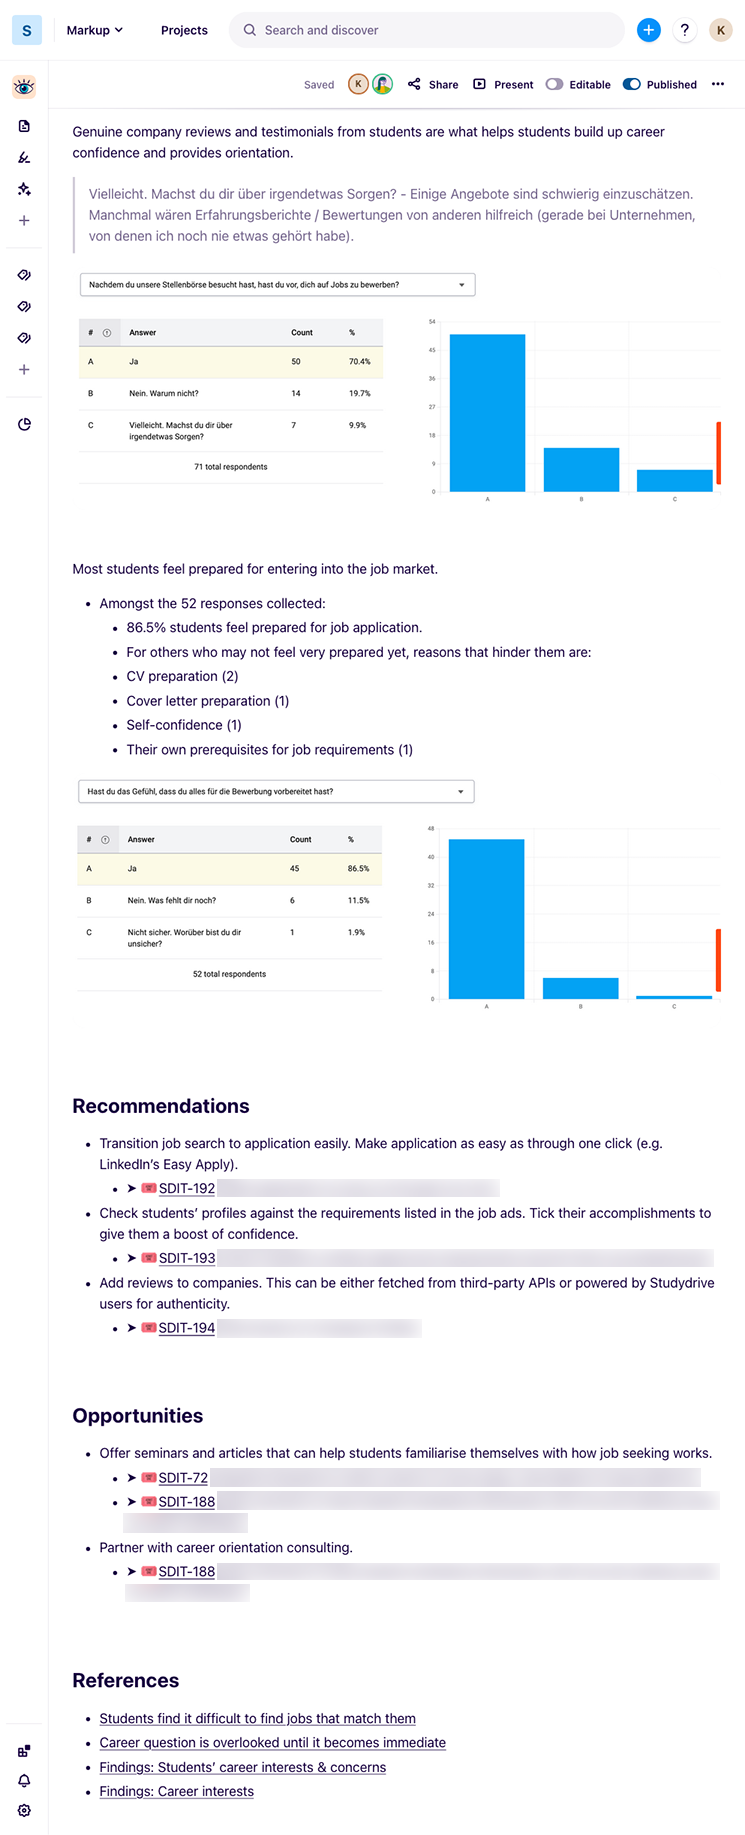 S
Markup
Projects
Search and discover
?
K
Saved
K
Share
Present
Editable
Published
Genuine company reviews and testimonials from students are what helps students build up career
confidence and provides orientation.
Vielleicht. Machst du dir über irgendetwas Sorgen? - Einige Angebote sind schwierig einzuschätzen.
Manchmal wären Erfahrungsberichte / Bewertungen von anderen hilfreich (gerade bei Unternehmen,
von denen ich noch nie etwas gehört habe).
Nachdem du unsere Stellenbörse besucht hast, hast du vor, dich auf Jobs zu bewerben?
# Answer Count %
A Ja 50 70.4%
B Nein. Warum nicht? 14 19.7%
C Vielleicht. Machst du dir über 7 9.9%
irgendetwas Sorgen?
71 total respondents
54
45
36
27
18
9
0
A B C
Most students feel prepared for entering into the job market.
• Amongst the 52 responses collected:
• 86.5% students feel prepared for job application.
• For others who may not feel very prepared yet, reasons that hinder them are:
• CV preparation (2)
• Cover letter preparation (1)
• Self-confidence (1)
• Their own prerequisites for job requirements (1)
Hast du das Gefühl, dass du alles für die Bewerbung vorbereitet hast?
# Answer Count %
A Ja 45 86.5%
B Nein. Was fehlt dir noch? 6 11.5%
C Nicht sicher. Worüber bist du dir 1 1.9%
unsicher?
52 total respondents
48
40
32
24
16
8
0
A B C
Recommendations
• Transition job search to application easily. Make application as easy as through one click (e.g.
LinkedIn’s Easy Apply).
• ➤ SDIT-192
• Check students’ profiles against the requirements listed in the job ads. Tick their accomplishments to
give them a boost of confidence.
• ➤ SDIT-193
• Add reviews to companies. This can be either fetched from third-party APIs or powered by Studydrive
users for authenticity.
• ➤ SDIT-194
Opportunities
• Offer seminars and articles that can help students familiarise themselves with how job seeking works.
• ➤ SDIT-72
• ➤ SDIT-188
• Partner with career orientation consulting.
• ➤ SDIT-188
References
• Students find it difficult to find jobs that match them
• Career question is overlooked until it becomes immediate
• Findings: Students’ career interests & concerns
• Findings: Career interests